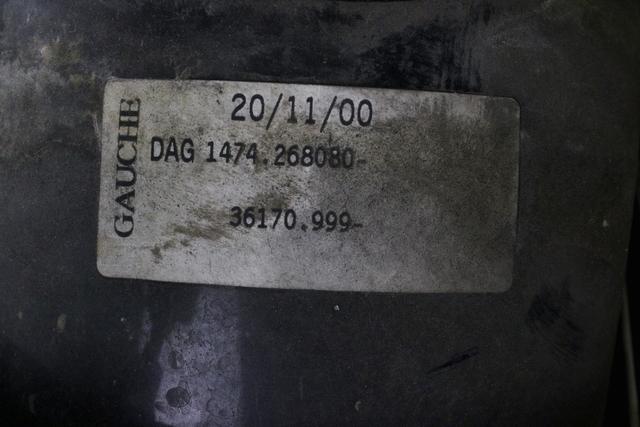 GAUCHE
20/11/00
DAG 1474.268080-
36170.999-